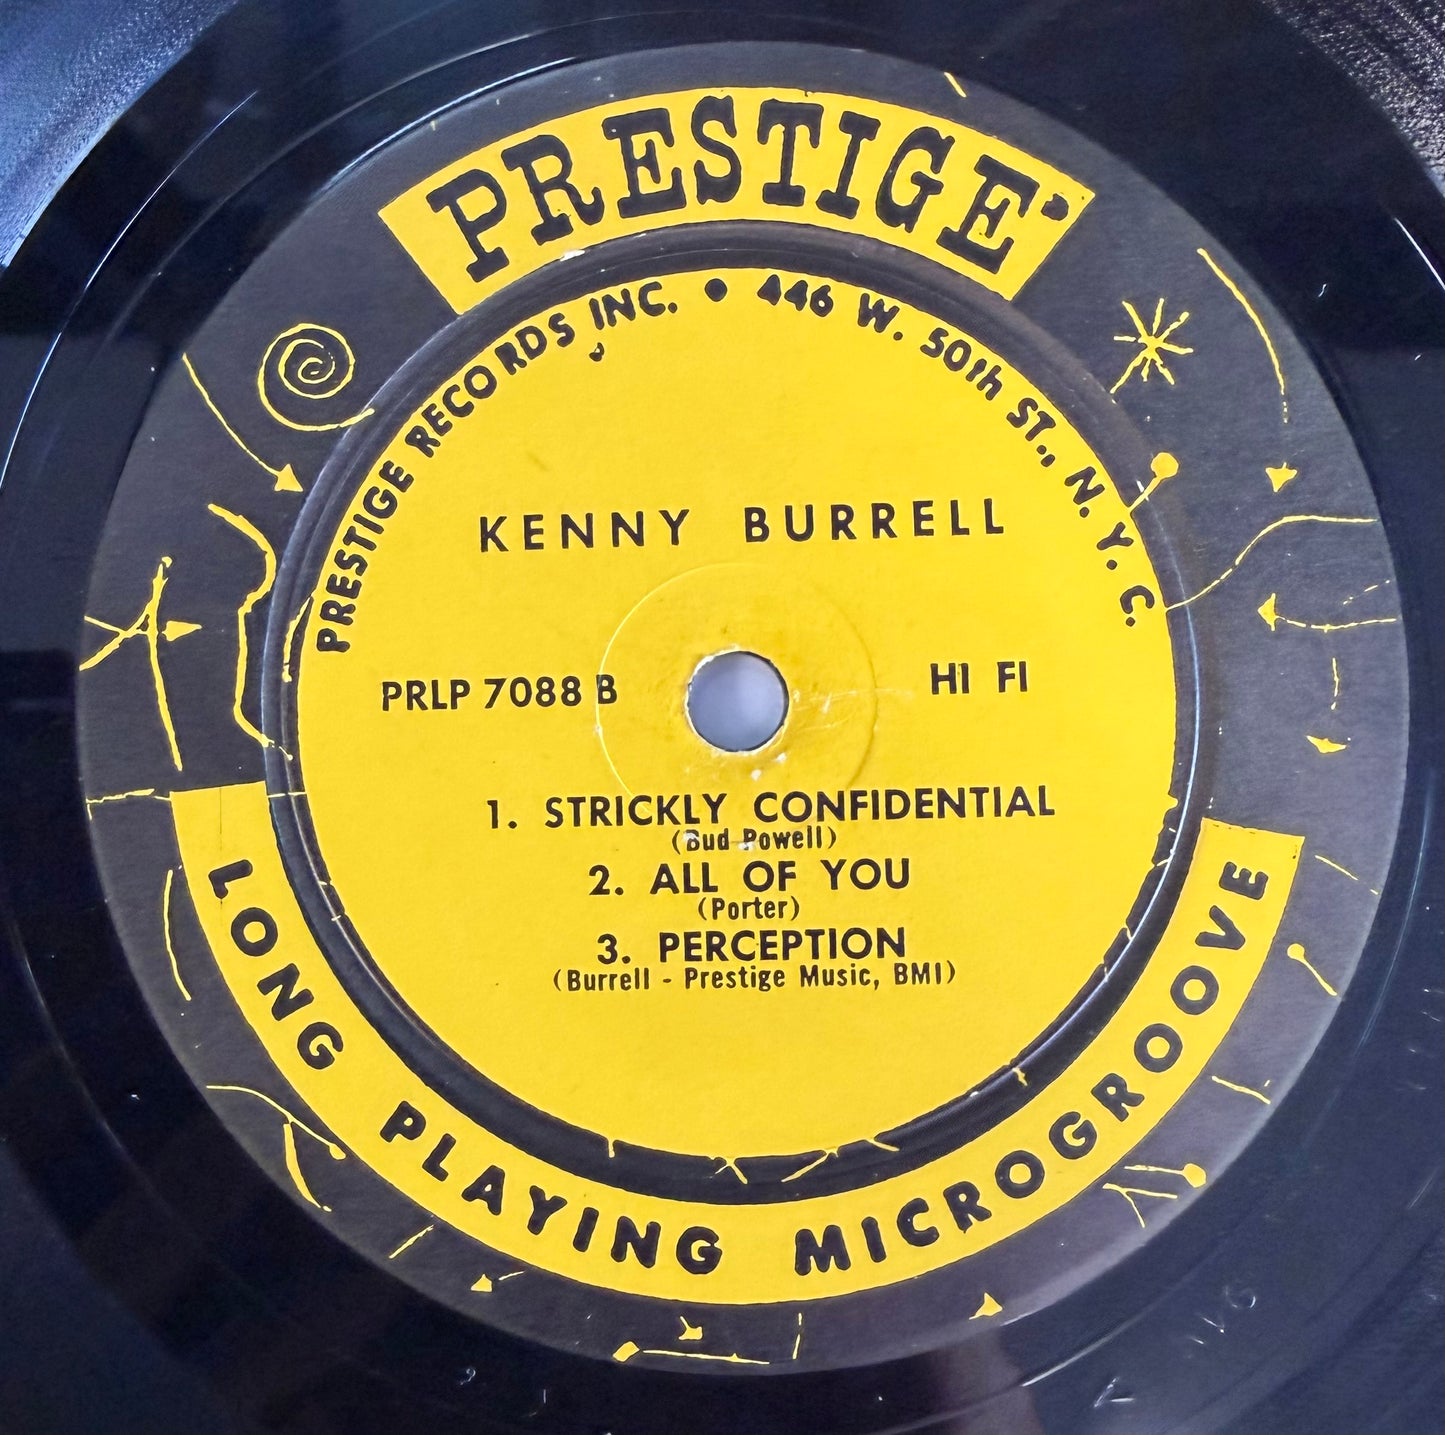 PRESTIGE
PRESTIGE RECORDS INC. • 446 W. 50th ST., N.Y.C.
KENNY BURRELL
PRLP 7088 B
HI FI
1. STRICKLY CONFIDENTIAL
(Bud Powell)
2. ALL OF YOU
(Porter)
3. PERCEPTION
(Burrell - Prestige Music, BMI)
LONG PLAYING MICROGROOVE